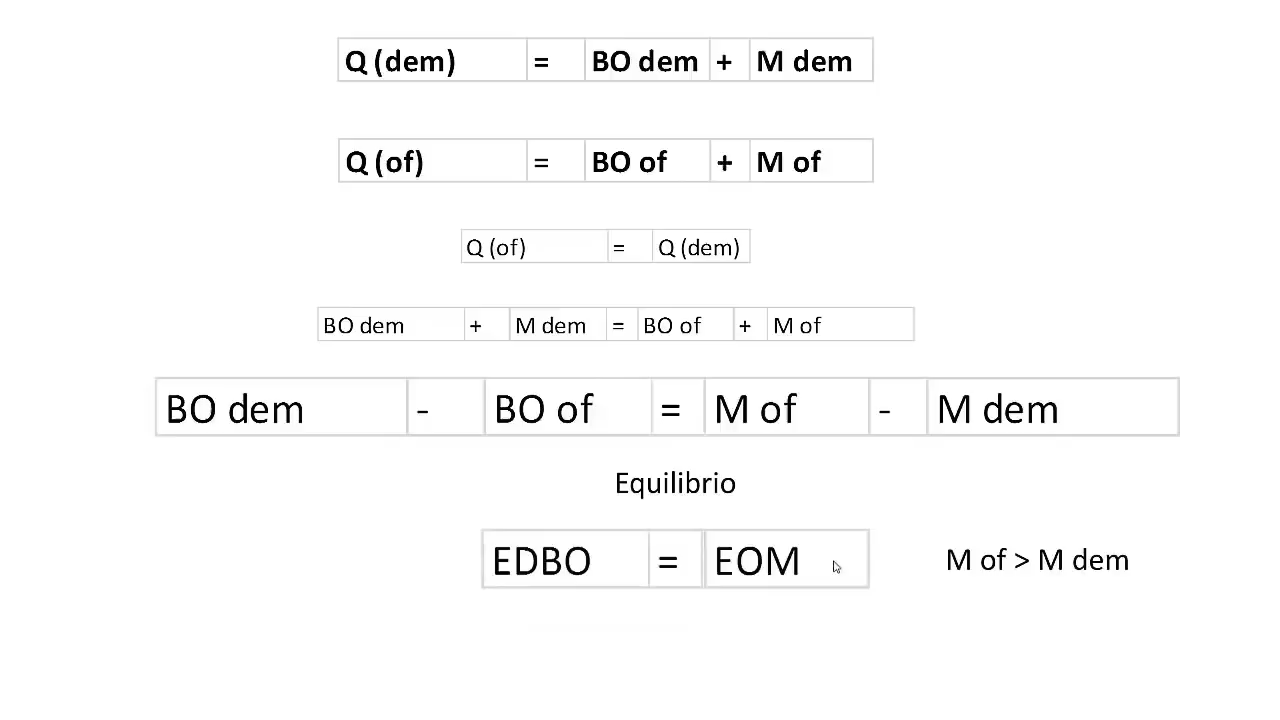 Q (dem) = BO dem + M dem
Q (of) = BO of + M of
Q (of) = Q (dem)
BO dem + M dem = BO of + M of
BO dem - BO of = M of - M dem
Equilibrio
EDBO = EOM M of > M dem